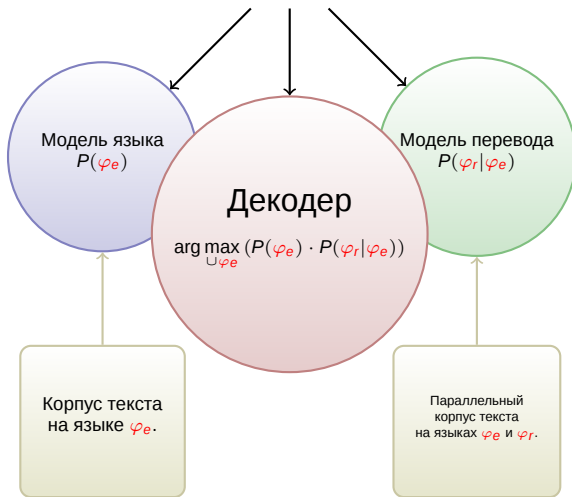 Модель языка
P(φe)
Модель перевода
P(φr|φe)
Декодер
arg max (P(φe) · P(φr|φe))
∪φe
Корпус текста
на языке φe.
Параллельный
корпус текста
на языках φe и φr.